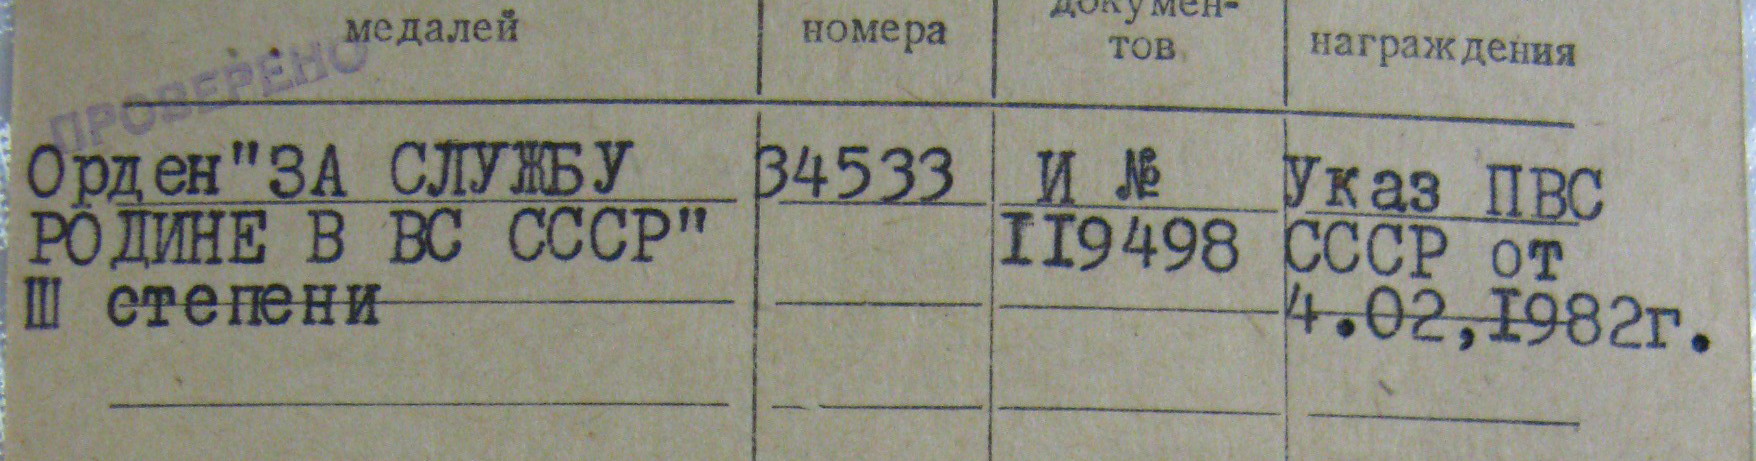 докумен-
медалей номера тов награждения
ПРОВЕРЕНО
Орден"ЗА СЛУЖБУ 34533 И № Указ ПВС
РОДИНЕ В ВС СССР" II9498 СССР от
Ш степени 4.02,I982г.